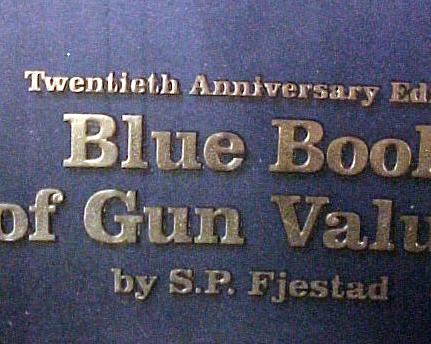 Twentieth Anniversary Ed
Blue Boo
of Gun Valu
by S.P. Fjestad